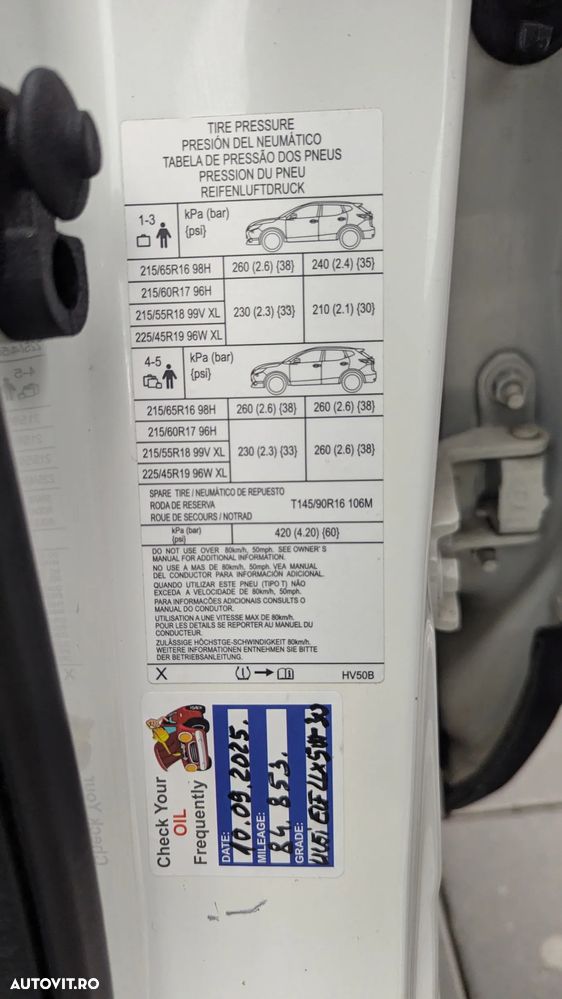 TIRE PRESSURE
PRESIÓN DEL NEUMÁTICO
TABELA DE PRESSÃO DOS PNEUS
PRESSION DU PNEU
REIFENLUFTDRUCK
1-3 kPa (bar)
{psi}
215/65R16 98H 260 (2.6) {38} 240 (2.4) {35}
215/60R17 96H
215/55R18 99V XL 230 (2.3) {33} 210 (2.1) {30}
225/45R19 96W XL
4-5 kPa (bar)
{psi}
215/65R16 98H 260 (2.6) {38} 260 (2.6) {38}
215/60R17 96H
215/55R18 99V XL 230 (2.3) {33} 260 (2.6) {38}
225/45R19 96W XL
SPARE TIRE / NEUMÁTICO DE REPUESTO
RODA DE RESERVA T145/90R16 106M
ROUE DE SECOURS / NOTRAD
kPa (bar) 420 (4.20) {60}
{psi}
DO NOT USE OVER 80km/h, 50mph. SEE OWNER'S
MANUAL FOR ADDITIONAL INFORMATION.
NO USE A MAS DE 80km/h, 50mph. VEA MANUAL
DEL CONDUCTOR PARA INFORMACIÓN ADICIONAL.
QUANDO UTILIZAR ESTE PNEU (TIPO T) NÃO
EXCEDA A VELOCIDADE DE 80km/h, 50mph.
PARA INFORMAÇÕES ADICIONAIS CONSULTS O
MANUAL DO CONDUTOR.
UTILISATION A UNE VITESSE MAX DE 80km/h.
POUR LES DETAILS SE REPORTER AU MANUEL DU
CONDUCTEUR.
ZULÄSSIGE HÖCHSTGE-SCHWINDIGKEIT 80km/h.
WEITERE INFORMATIONEN ENTNEHMEN SIE BITTE
DER BETRIEBSANLEITUNG.
X HV50B
Check Your
OIL
Frequently
DATE: 10.09.2025.
MILEAGE: 84.853.
GRADE: ELF
AUTOVIT.RO